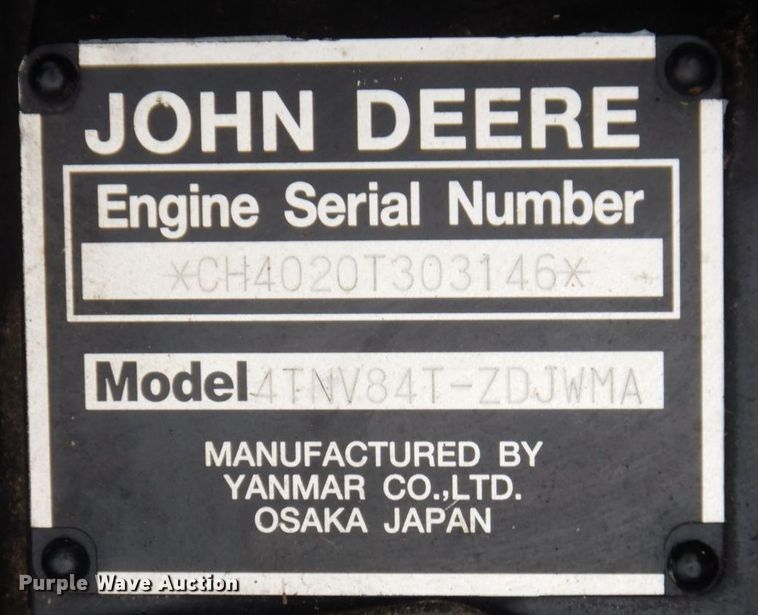 JOHN DEERE
Engine Serial Number
*CH4020T303146*
Model 4TNV84T-ZDJWMA
MANUFACTURED BY
YANMAR CO.,LTD.
OSAKA JAPAN
Purple Wave Auction